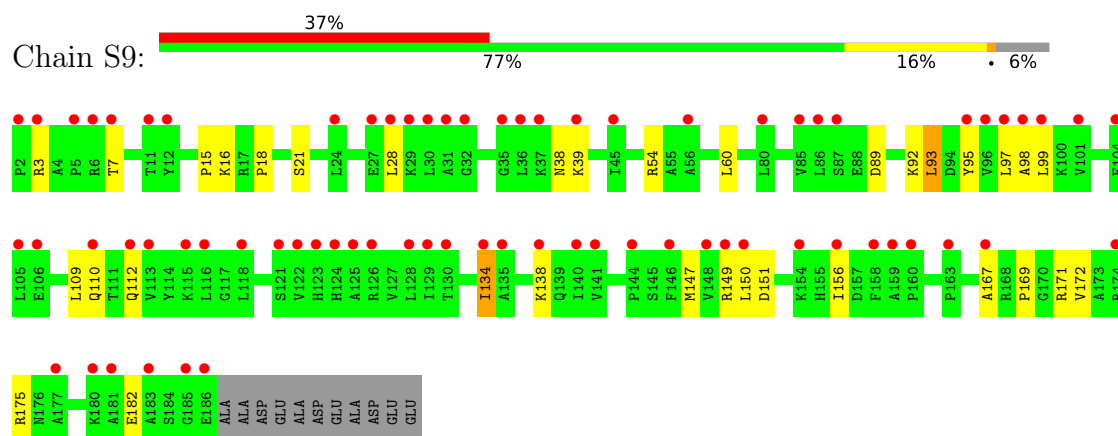 37%
Chain S9:
77% 16% • 6%
P2 R3 A4 P5 R6 T7 T11 Y12 P15 K16 R17 P18 S21 L24 E27 L28 K29 L30 A31 G32 G35 L36 K37 N38 K39 I45 R54 A55 A56 L60 L80 V85 L86 S87 E88 D89 K92 L93 D94 Y95 V96 L97 A98 L99 K100 V101 E104
L105 E106 L109 Q110 T111 Q112 V113 Y114 K115 L116 G117 L118 S121 V122 H123 H124 A125 R126 V127 L128 I129 T130 I134 A135 K138 Q139 I140 V141 P144 S145 F146 M147 V148 R149 L150 D151 K154 H155 I156 D157 F158 A159 P160 P163 A167 R168 P169 G170 R171 V172 A173 R174
R175 N176 A177 K180 A181 E182 A183 S184 G185 E186 ALA ALA ASP GLU ALA ASP GLU ALA ASP GLU GLU